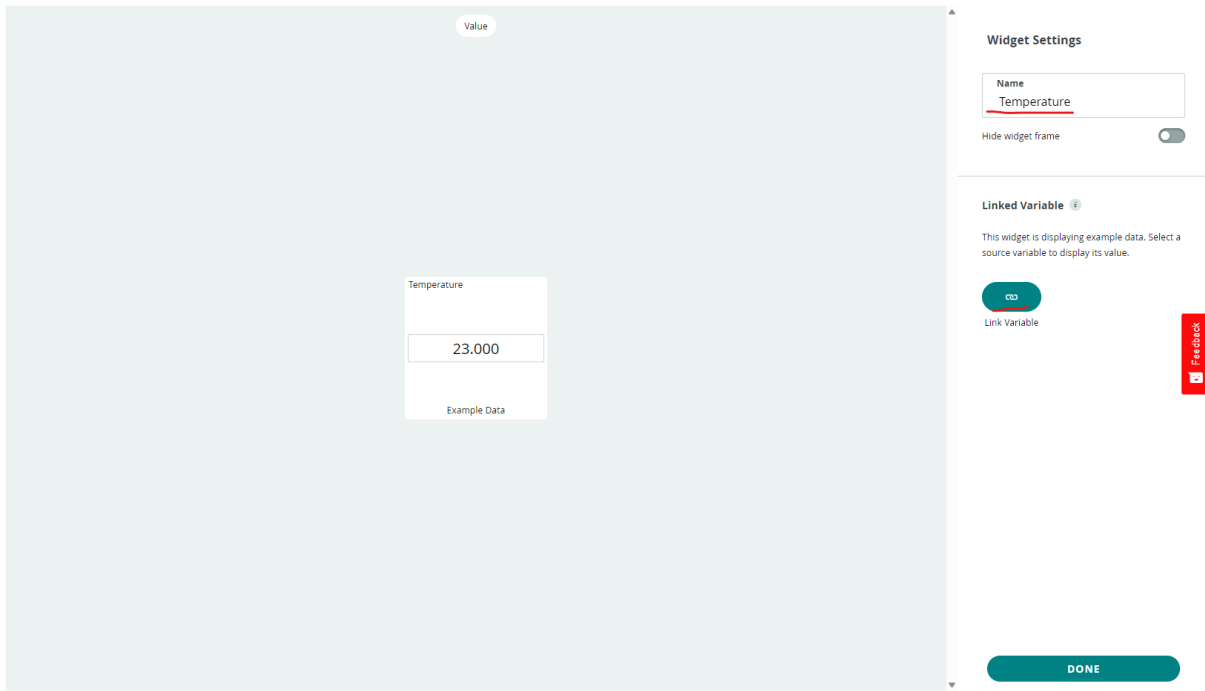 Value
Temperature
23.000
Example Data
Widget Settings
Name
Temperature
Hide widget frame
Linked Variable i
This widget is displaying example data. Select a
source variable to display its value.
Link Variable
Feedback
DONE